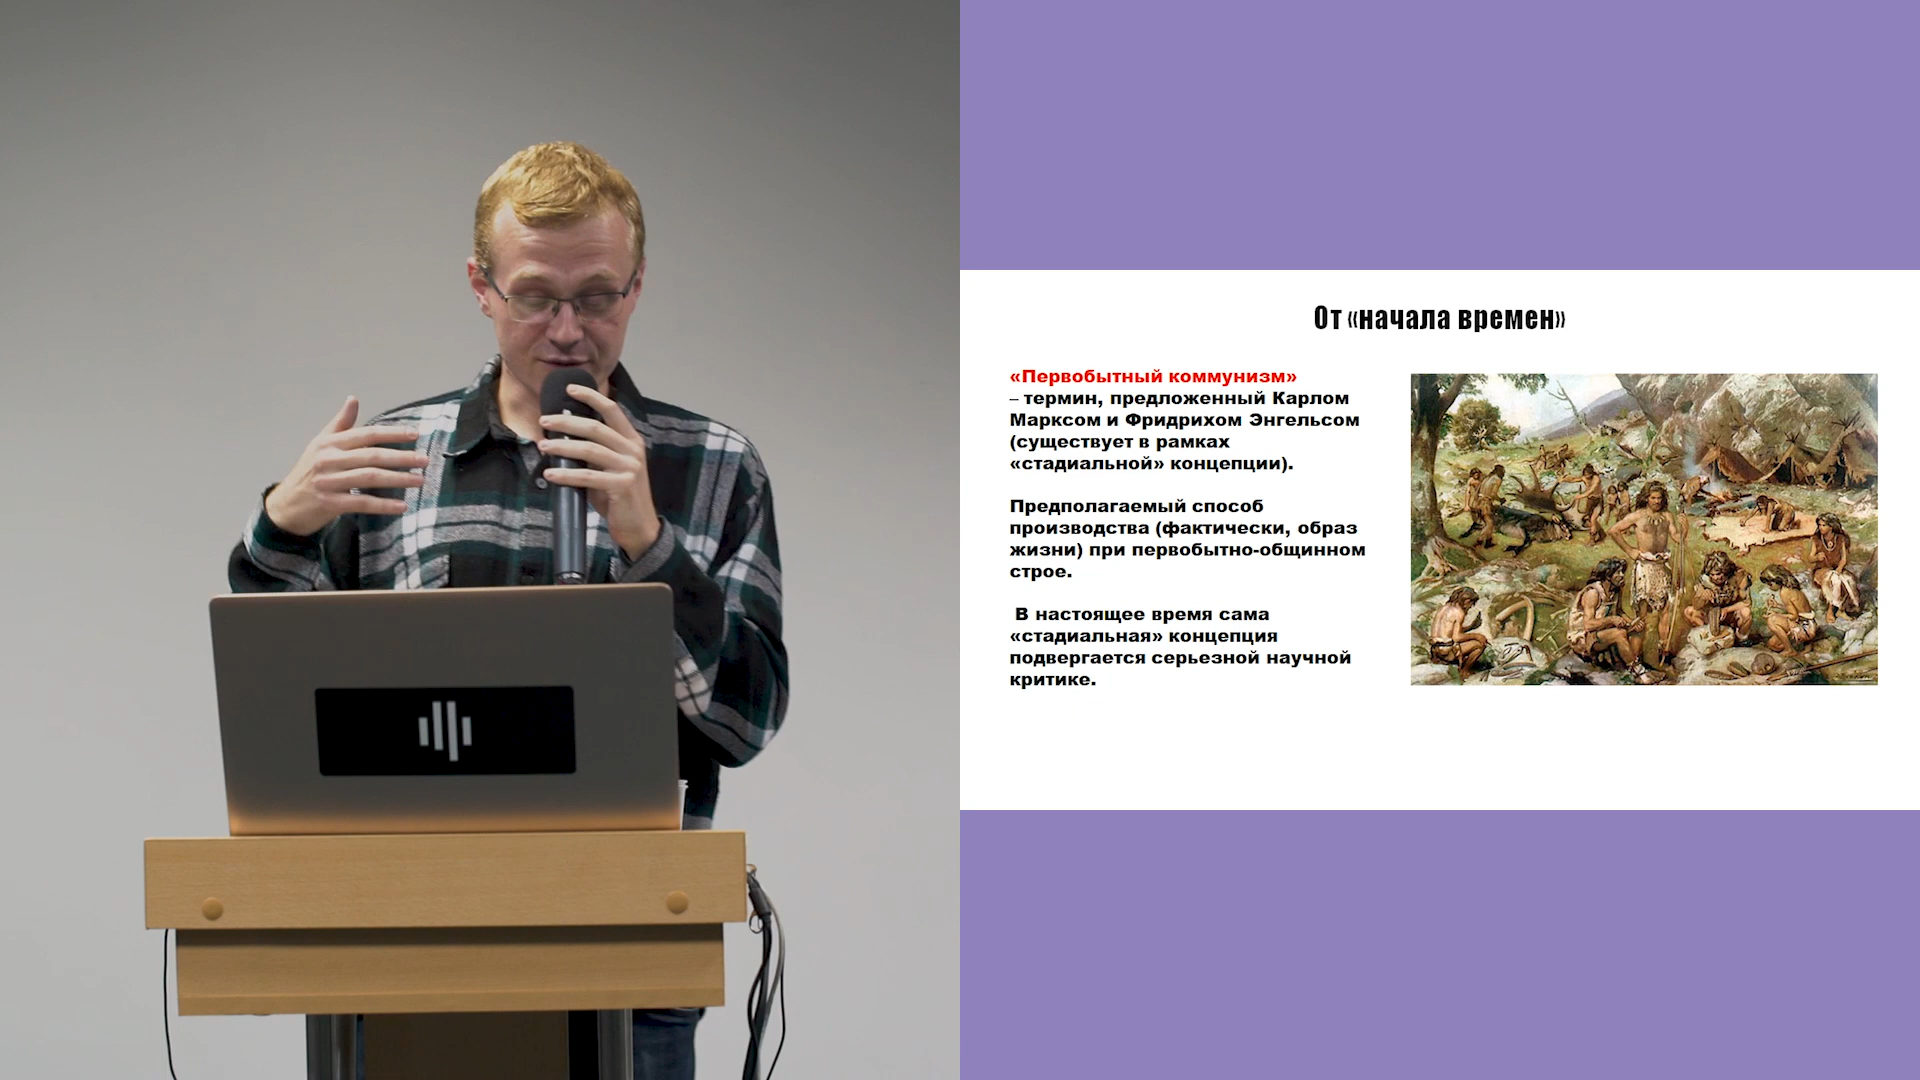 От «начала времен»
«Первобытный коммунизм»
– термин, предложенный Карлом
Марксом и Фридрихом Энгельсом
(существует в рамках
«стадиальной» концепции).
Предполагаемый способ
производства (фактически, образ
жизни) при первобытно-общинном
строе.
В настоящее время сама
«стадиальная» концепция
подвергается серьезной научной
критике.